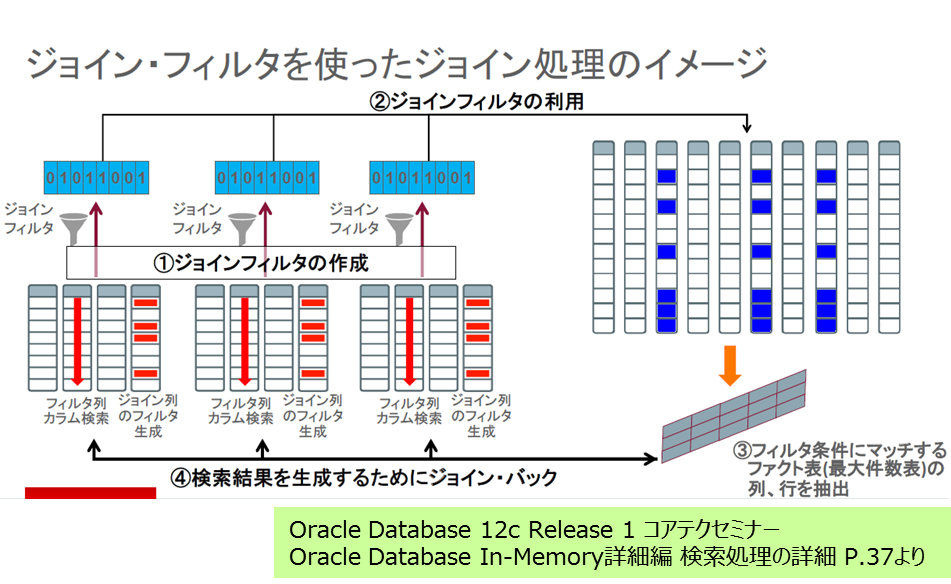 ジョイン・フィルタを使ったジョイン処理のイメージ
②ジョインフィルタの利用
01011001
01011001
01011001
ジョイン
フィルタ
ジョイン
フィルタ
ジョイン
フィルタ
①ジョインフィルタの作成
フィルタ列
カラム検索
ジョイン列
のフィルタ
生成
フィルタ列
カラム検索
ジョイン列
のフィルタ
生成
フィルタ列
カラム検索
ジョイン列
のフィルタ
生成
③フィルタ条件にマッチする
ファクト表(最大件数表)の
列、行を抽出
④検索結果を生成するためにジョイン・バック
Oracle Database 12c Release 1 コアテクセミナー
Oracle Database In-Memory詳細編 検索処理の詳細 P.37より